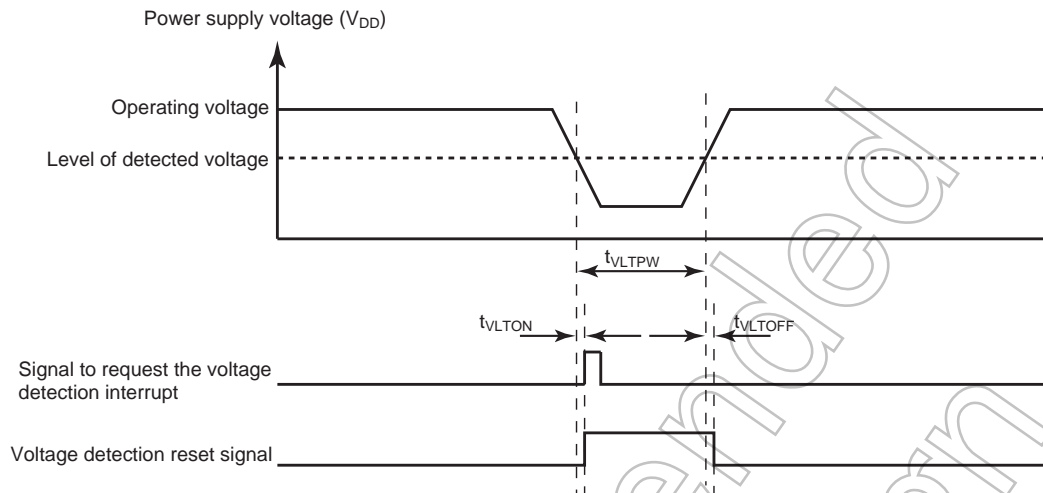 Power supply voltage (VDD)
Operating voltage
Level of detected voltage
tVLTPW
tVLTON
tVLTOFF
Signal to request the voltage
detection interrupt
Voltage detection reset signal